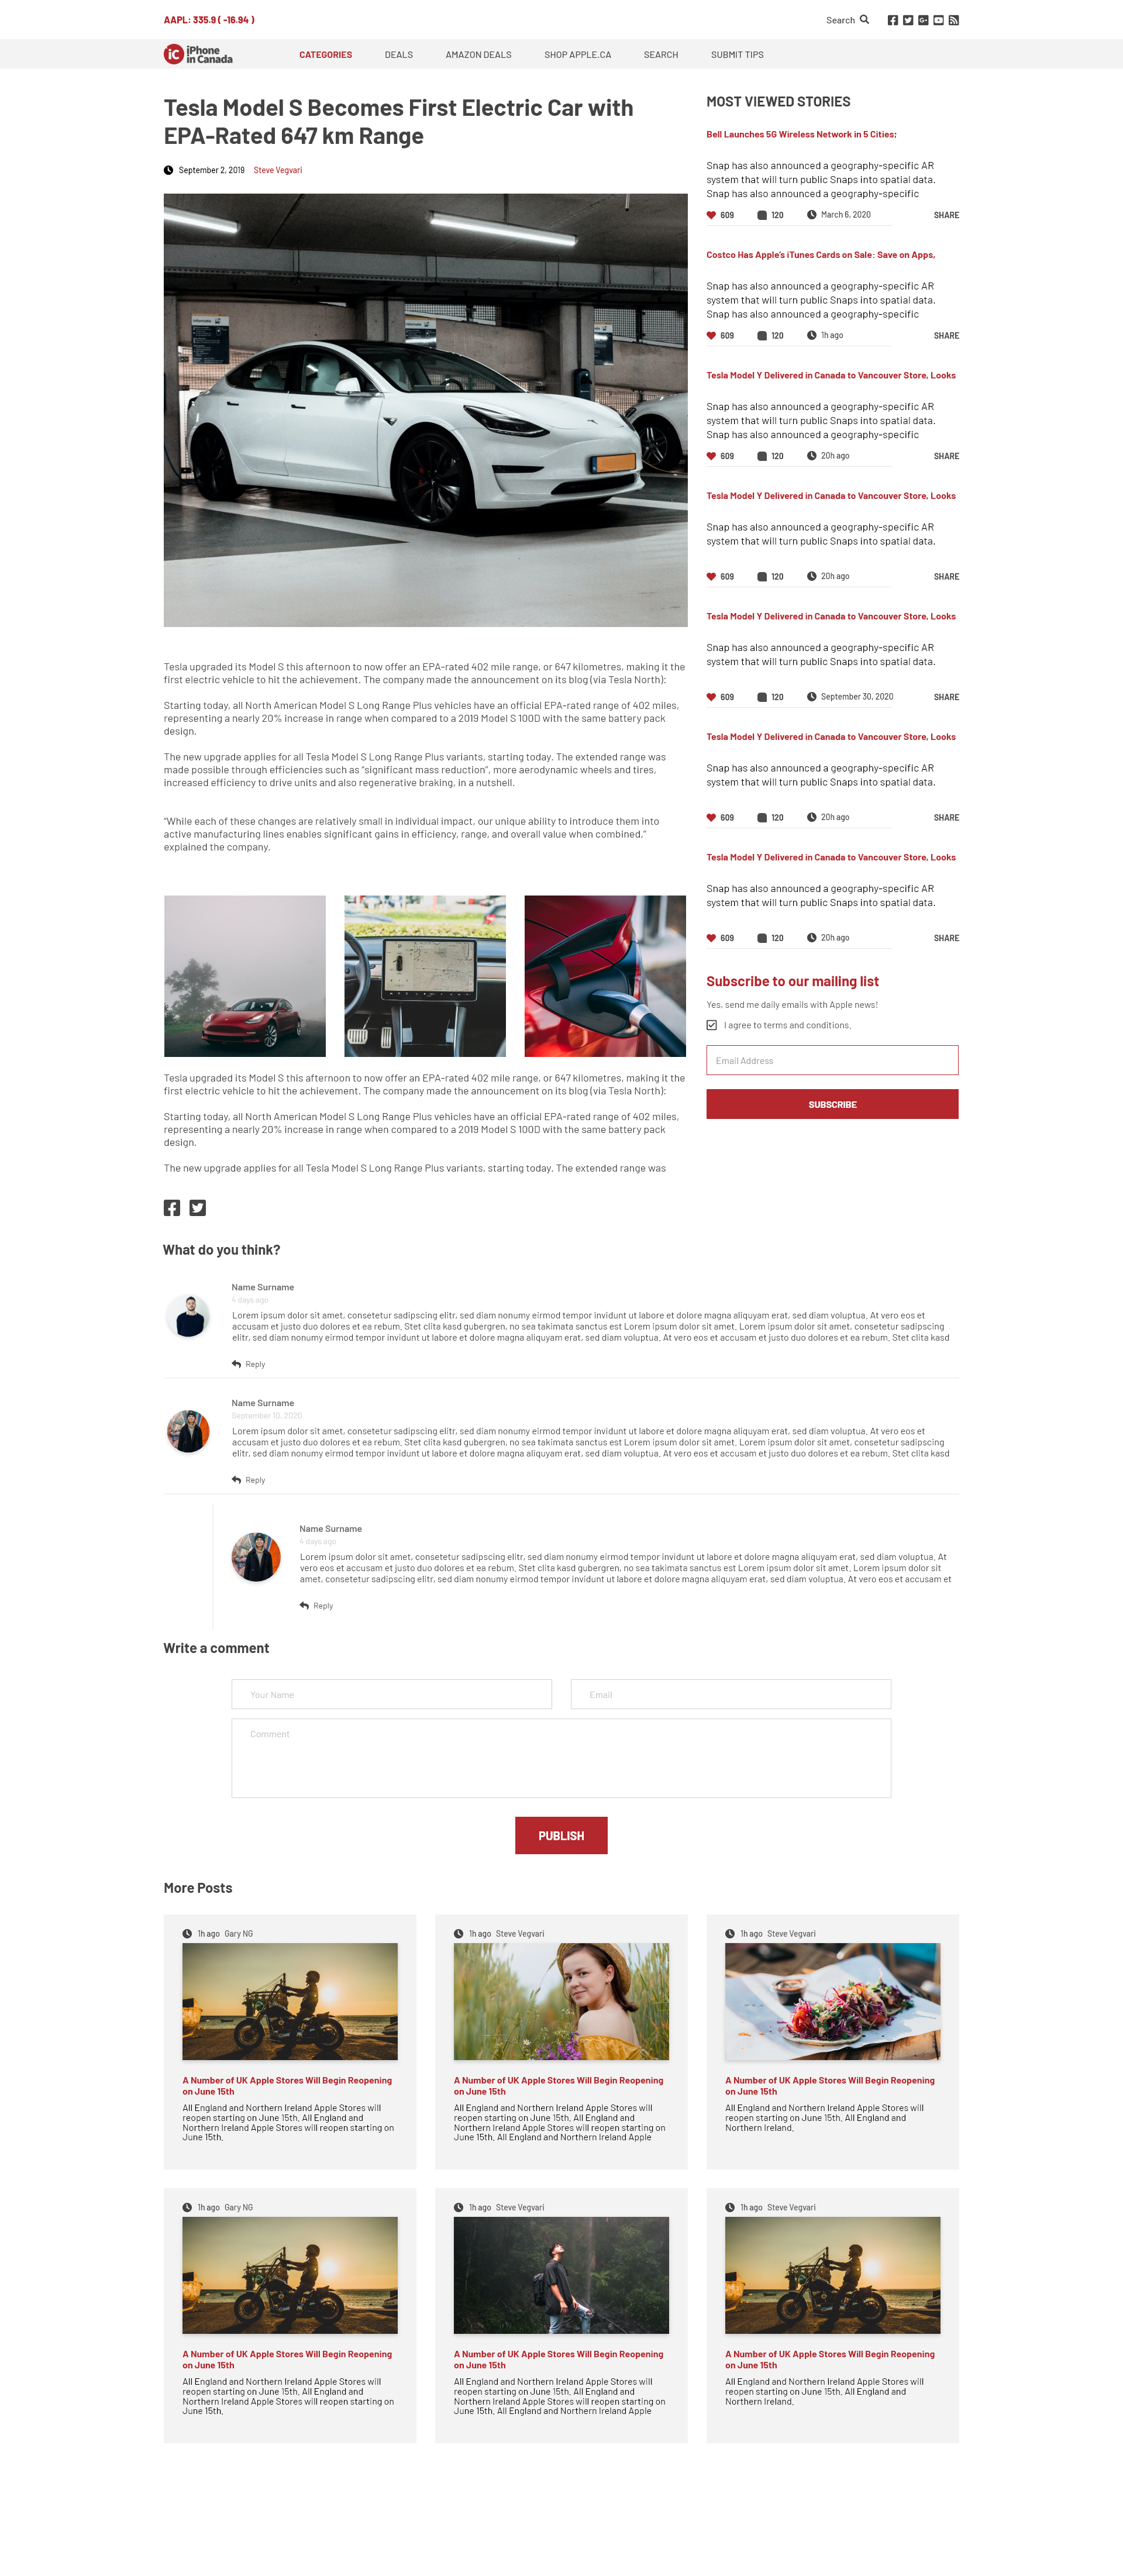 AAPL: 335.9 ( -16.94 )
Search
iC iPhone
in Canada
CATEGORIES
DEALS
AMAZON DEALS
SHOP APPLE.CA
SEARCH
SUBMIT TIPS
Tesla Model S Becomes First Electric Car with
EPA-Rated 647 km Range
September 2, 2019 Steve Vegvari
Tesla upgraded its Model S this afternoon to now offer an EPA-rated 402 mile range, or 647 kilometres, making it the
first electric vehicle to hit the achievement. The company made the announcement on its blog (via Tesla North):
Starting today, all North American Model S Long Range Plus vehicles have an official EPA-rated range of 402 miles,
representing a nearly 20% increase in range when compared to a 2019 Model S 100D with the same battery pack
design.
The new upgrade applies for all Tesla Model S Long Range Plus variants, starting today. The extended range was
made possible through efficiencies such as “significant mass reduction”, more aerodynamic wheels and tires,
increased efficiency to drive units and also regenerative braking, in a nutshell.
“While each of these changes are relatively small in individual impact, our unique ability to introduce them into
active manufacturing lines enables significant gains in efficiency, range, and overall value when combined,”
explained the company.
Tesla upgraded its Model S this afternoon to now offer an EPA-rated 402 mile range, or 647 kilometres, making it the
first electric vehicle to hit the achievement. The company made the announcement on its blog (via Tesla North):
Starting today, all North American Model S Long Range Plus vehicles have an official EPA-rated range of 402 miles,
representing a nearly 20% increase in range when compared to a 2019 Model S 100D with the same battery pack
design.
The new upgrade applies for all Tesla Model S Long Range Plus variants, starting today. The extended range was
MOST VIEWED STORIES
Bell Launches 5G Wireless Network in 5 Cities;
Snap has also announced a geography-specific AR
system that will turn public Snaps into spatial data.
Snap has also announced a geography-specific
609 120 March 6, 2020 SHARE
Costco Has Apple’s iTunes Cards on Sale: Save on Apps,
Snap has also announced a geography-specific AR
system that will turn public Snaps into spatial data.
Snap has also announced a geography-specific
609 120 1h ago SHARE
Tesla Model Y Delivered in Canada to Vancouver Store, Looks
Snap has also announced a geography-specific AR
system that will turn public Snaps into spatial data.
Snap has also announced a geography-specific
609 120 20h ago SHARE
Tesla Model Y Delivered in Canada to Vancouver Store, Looks
Snap has also announced a geography-specific AR
system that will turn public Snaps into spatial data.
609 120 20h ago SHARE
Tesla Model Y Delivered in Canada to Vancouver Store, Looks
Snap has also announced a geography-specific AR
system that will turn public Snaps into spatial data.
609 120 September 30, 2020 SHARE
Tesla Model Y Delivered in Canada to Vancouver Store, Looks
Snap has also announced a geography-specific AR
system that will turn public Snaps into spatial data.
609 120 20h ago SHARE
Tesla Model Y Delivered in Canada to Vancouver Store, Looks
Snap has also announced a geography-specific AR
system that will turn public Snaps into spatial data.
609 120 20h ago SHARE
Subscribe to our mailing list
Yes, send me daily emails with Apple news!
I agree to terms and conditions.
Email Address
SUBSCRIBE
What do you think?
Name Surname
4 days ago
Lorem ipsum dolor sit amet, consetetur sadipscing elitr, sed diam nonumy eirmod tempor invidunt ut labore et dolore magna aliquyam erat, sed diam voluptua. At vero eos et
accusam et justo duo dolores et ea rebum. Stet clita kasd gubergren, no sea takimata sanctus est Lorem ipsum dolor sit amet. Lorem ipsum dolor sit amet, consetetur sadipscing
elitr, sed diam nonumy eirmod tempor invidunt ut labore et dolore magna aliquyam erat, sed diam voluptua. At vero eos et accusam et justo duo dolores et ea rebum. Stet clita kasd
Reply
Name Surname
September 10, 2020
Lorem ipsum dolor sit amet, consetetur sadipscing elitr, sed diam nonumy eirmod tempor invidunt ut labore et dolore magna aliquyam erat, sed diam voluptua. At vero eos et
accusam et justo duo dolores et ea rebum. Stet clita kasd gubergren, no sea takimata sanctus est Lorem ipsum dolor sit amet. Lorem ipsum dolor sit amet, consetetur sadipscing
elitr, sed diam nonumy eirmod tempor invidunt ut labore et dolore magna aliquyam erat, sed diam voluptua. At vero eos et accusam et justo duo dolores et ea rebum. Stet clita kasd
Reply
Name Surname
4 days ago
Lorem ipsum dolor sit amet, consetetur sadipscing elitr, sed diam nonumy eirmod tempor invidunt ut labore et dolore magna aliquyam erat, sed diam voluptua. At
vero eos et accusam et justo duo dolores et ea rebum. Stet clita kasd gubergren, no sea takimata sanctus est Lorem ipsum dolor sit amet. Lorem ipsum dolor sit
amet, consetetur sadipscing elitr, sed diam nonumy eirmod tempor invidunt ut labore et dolore magna aliquyam erat, sed diam voluptua. At vero eos et accusam et
Reply
Write a comment
Your Name
Email
Comment
PUBLISH
More Posts
1h ago Gary NG
A Number of UK Apple Stores Will Begin Reopening
on June 15th
All England and Northern Ireland Apple Stores will
reopen starting on June 15th. All England and
Northern Ireland Apple Stores will reopen starting on
June 15th.
1h ago Steve Vegvari
A Number of UK Apple Stores Will Begin Reopening
on June 15th
All England and Northern Ireland Apple Stores will
reopen starting on June 15th. All England and
Northern Ireland Apple Stores will reopen starting on
June 15th. All England and Northern Ireland Apple
1h ago Steve Vegvari
A Number of UK Apple Stores Will Begin Reopening
on June 15th
All England and Northern Ireland Apple Stores will
reopen starting on June 15th. All England and
Northern Ireland.
1h ago Gary NG
A Number of UK Apple Stores Will Begin Reopening
on June 15th
All England and Northern Ireland Apple Stores will
reopen starting on June 15th. All England and
Northern Ireland Apple Stores will reopen starting on
June 15th.
1h ago Steve Vegvari
A Number of UK Apple Stores Will Begin Reopening
on June 15th
All England and Northern Ireland Apple Stores will
reopen starting on June 15th. All England and
Northern Ireland Apple Stores will reopen starting on
June 15th. All England and Northern Ireland Apple
1h ago Steve Vegvari
A Number of UK Apple Stores Will Begin Reopening
on June 15th
All England and Northern Ireland Apple Stores will
reopen starting on June 15th. All England and
Northern Ireland.